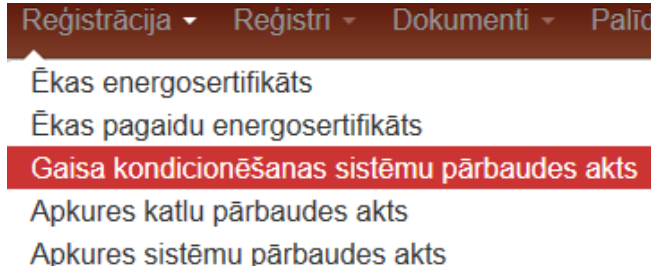 Reģistrācija Reģistri Dokumenti
Ēkas energosertifikāts
Ēkas pagaidu energosertifikāts
Gaisa kondicionēšanas sistēmu pārbaudes akts
Apkures katlu pārbaudes akts
Apkures sistēmu pārbaudes akts